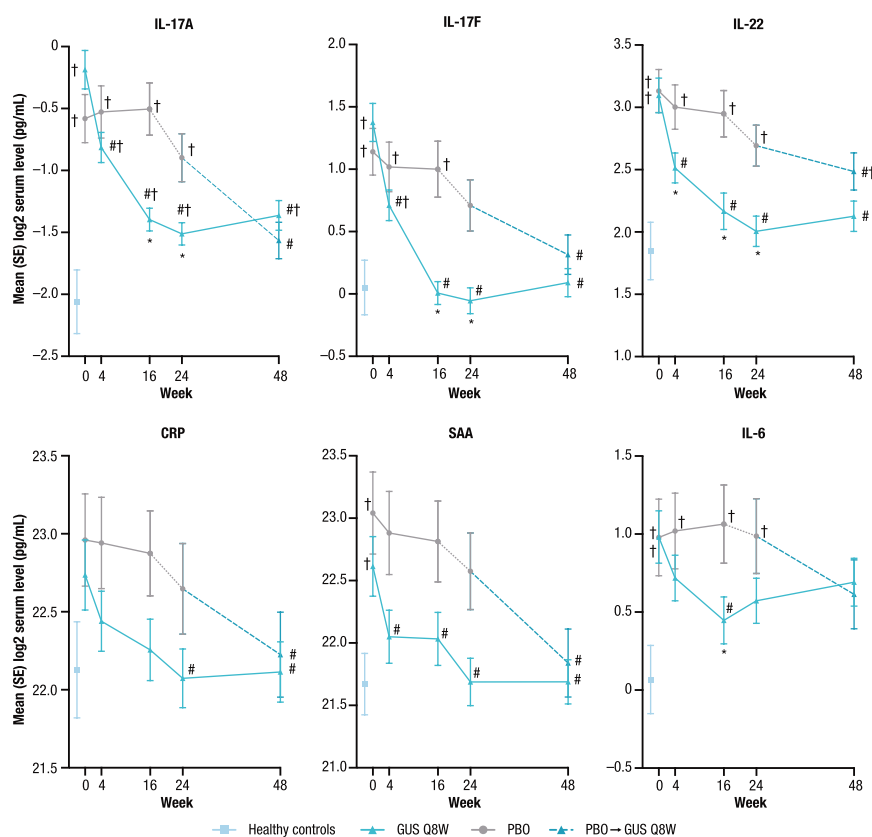 IL-17A
Mean (SE) log2 serum level (pg/mL)
0
–0.5
–1.0
–1.5
–2.0
–2.5
† † † † #† #† * #† * #† #
0 4 16 24 48
Week
IL-17F
2.0
1.5
1.0
0.5
0
–0.5
† † † † #† # * # * # #
0 4 16 24 48
Week
IL-22
3.5
3.0
2.5
2.0
1.5
1.0
† † † † † # * # * # * #† #
0 4 16 24 48
Week
CRP
Mean (SE) log2 serum level (pg/mL)
23.5
23.0
22.5
22.0
21.5
# # #
0 4 16 24 48
Week
SAA
23.5
23.0
22.5
22.0
21.5
21.0
† † # # # # #
0 4 16 24 48
Week
IL-6
1.5
1.0
0.5
0
–0.5
† † † † † # *
0 4 16 24 48
Week
Healthy controls GUS Q8W PBO PBO → GUS Q8W